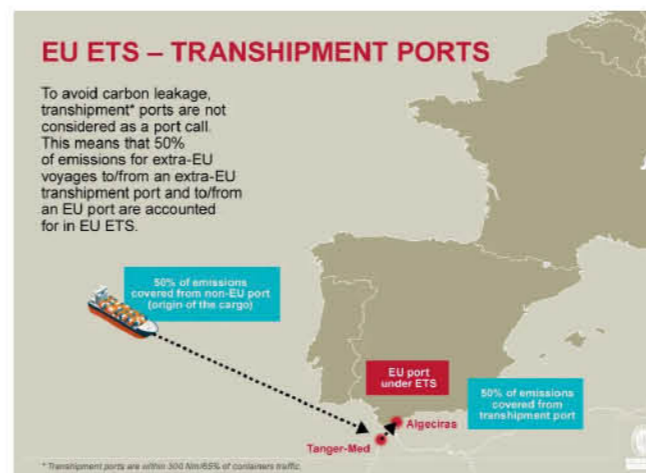 EU ETS – TRANSHIPMENT PORTS
To avoid carbon leakage,
transhipment* ports are not
considered as a port call.
This means that 50%
of emissions for extra-EU
voyages to/from an extra-EU
transhipment port and to/from
an EU port are accounted
for in EU ETS.
50% of emissions
covered from non-EU port
(origin of the cargo)
EU port
under ETS
50% of emissions
covered from
transhipment port
Algeciras
Tanger-Med
* Transhipment ports are within 300 Nm/65% of containers traffic.